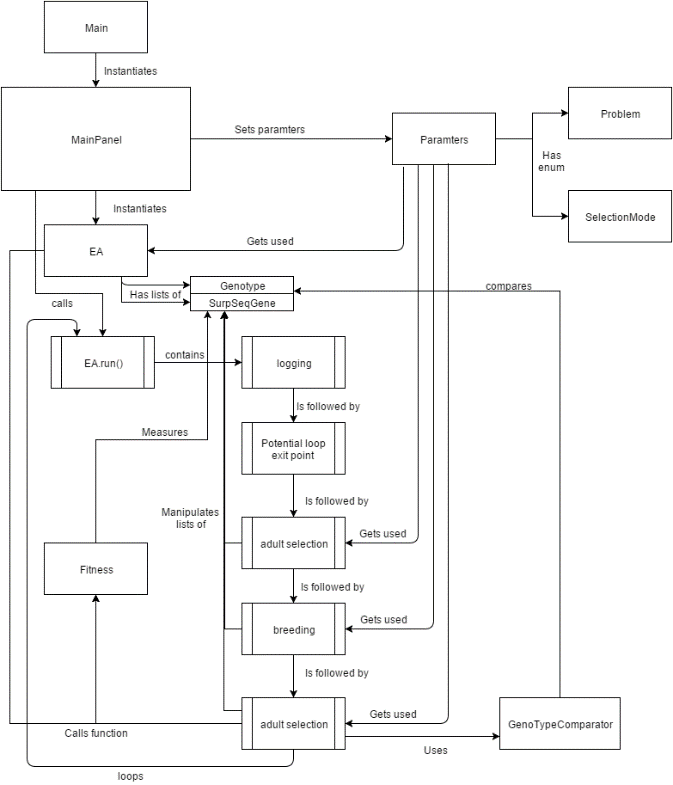 Main
Instantiates
MainPanel
Sets paramters
Paramters
Problem
Has
enum
SelectionMode
Instantiates
EA
Gets used
Genotype
Has lists of
SurpSeqGene
compares
calls
EA.run()
contains
logging
Is followed by
Measures
Potential loop
exit point
Is followed by
Manipulates
lists of
adult selection
Gets used
Fitness
Is followed by
breeding
Gets used
Is followed by
adult selection
Gets used
GenoTypeComparator
Calls function
Uses
loops